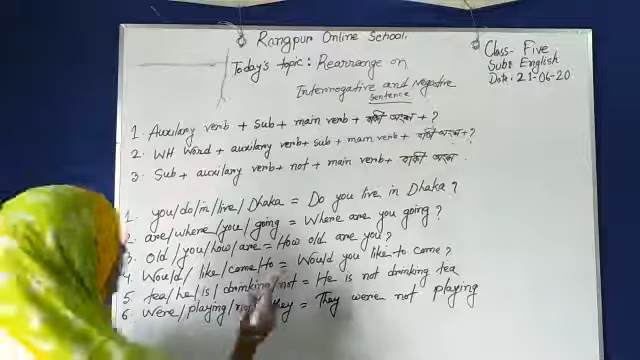 Rangpur Online School.
Class- Five
Sub: English
Date: 21-06-20
Today's topic: Rearrange on
Interrogative and Negative
Sentence
1. Auxilary verb + Sub + main verb + বাকী অংশ + ?
2. WH Word + auxilary verb + sub + main verb + বাকী অংশ + ?
3. Sub + auxilary verb + not + main verb + বাকী অংশ .
1. you/do/in/live/Dhaka = Do you live in Dhaka ?
2. are/where/you/going = Where are you going ?
3. Old/you/how/are = How old are you?
4. Would/like/come/to = Would you like to come ?
5. tea/he/is/drinking/not = He is not drinking tea
6. Were/playing/not = They were not playing